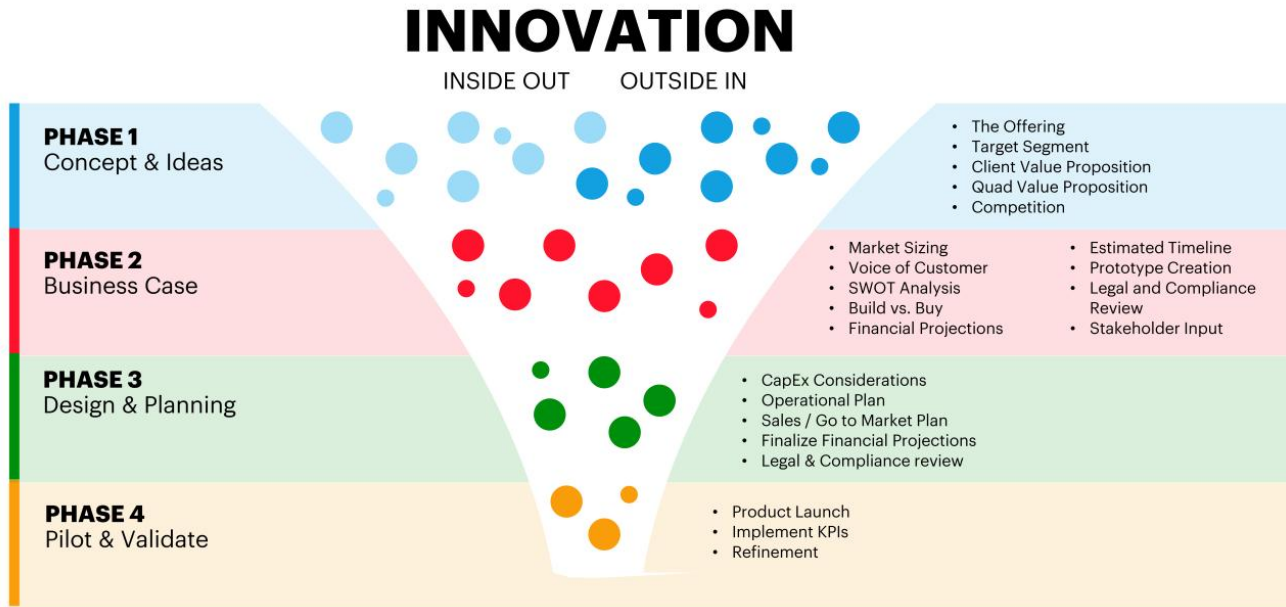 INNOVATION
INSIDE OUT
OUTSIDE IN
PHASE 1
Concept & Ideas
• The Offering
• Target Segment
• Client Value Proposition
• Quad Value Proposition
• Competition
PHASE 2
Business Case
• Market Sizing
• Voice of Customer
• SWOT Analysis
• Build vs. Buy
• Financial Projections
• Estimated Timeline
• Prototype Creation
• Legal and Compliance
Review
• Stakeholder Input
PHASE 3
Design & Planning
• CapEx Considerations
• Operational Plan
• Sales / Go to Market Plan
• Finalize Financial Projections
• Legal & Compliance review
PHASE 4
Pilot & Validate
• Product Launch
• Implement KPIs
• Refinement